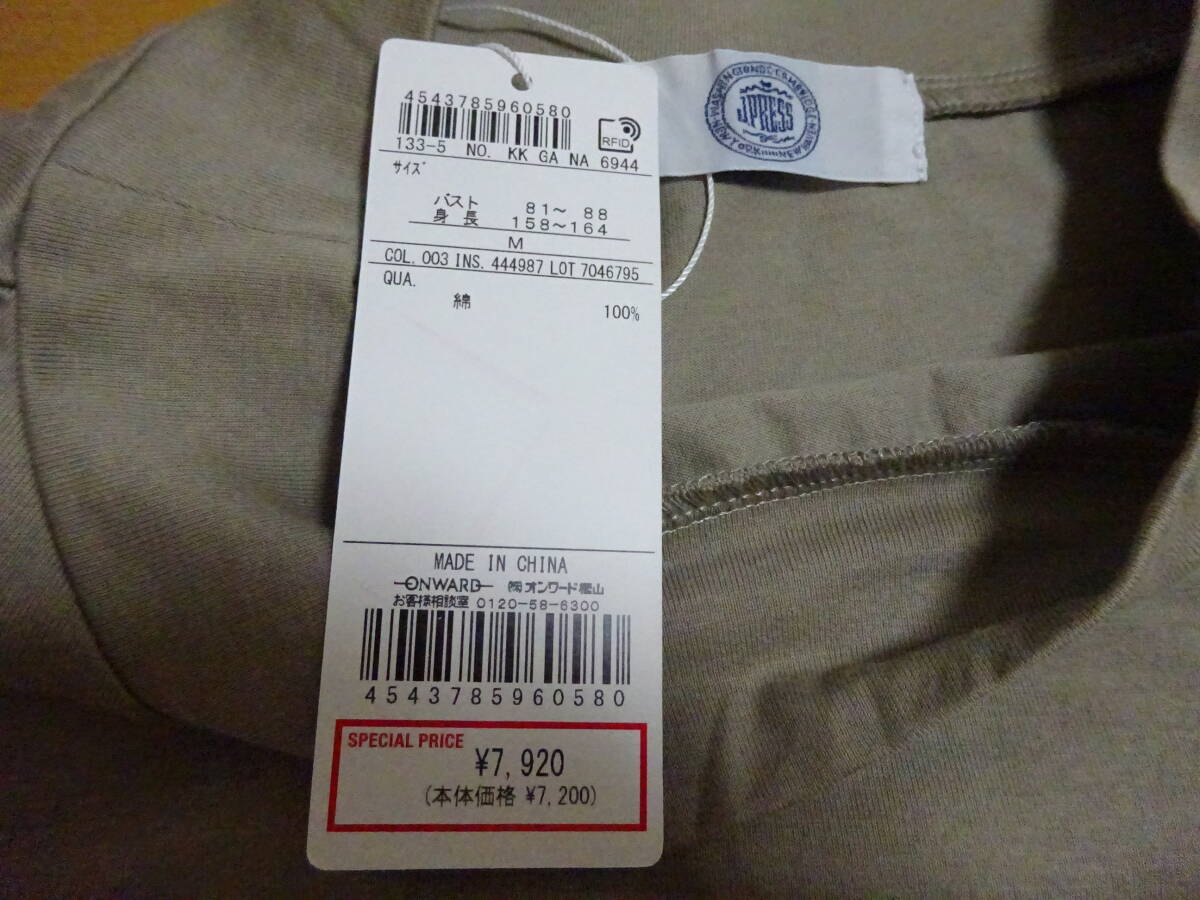 4543785960580
RFID
133-5 NO. KK GA NA 6944
サイズ
バスト 81～ 88
身長 158～164
M
COL. 003 INS. 444987 LOT 7046795
QUA.
綿 100%
MADE IN CHINA
ONWARD ㈱オンワード樫山
お客様相談室 0120-58-6300
4543785960580
SPECIAL PRICE
¥7,920
(本体価格 ¥7,200)
J.PRESS